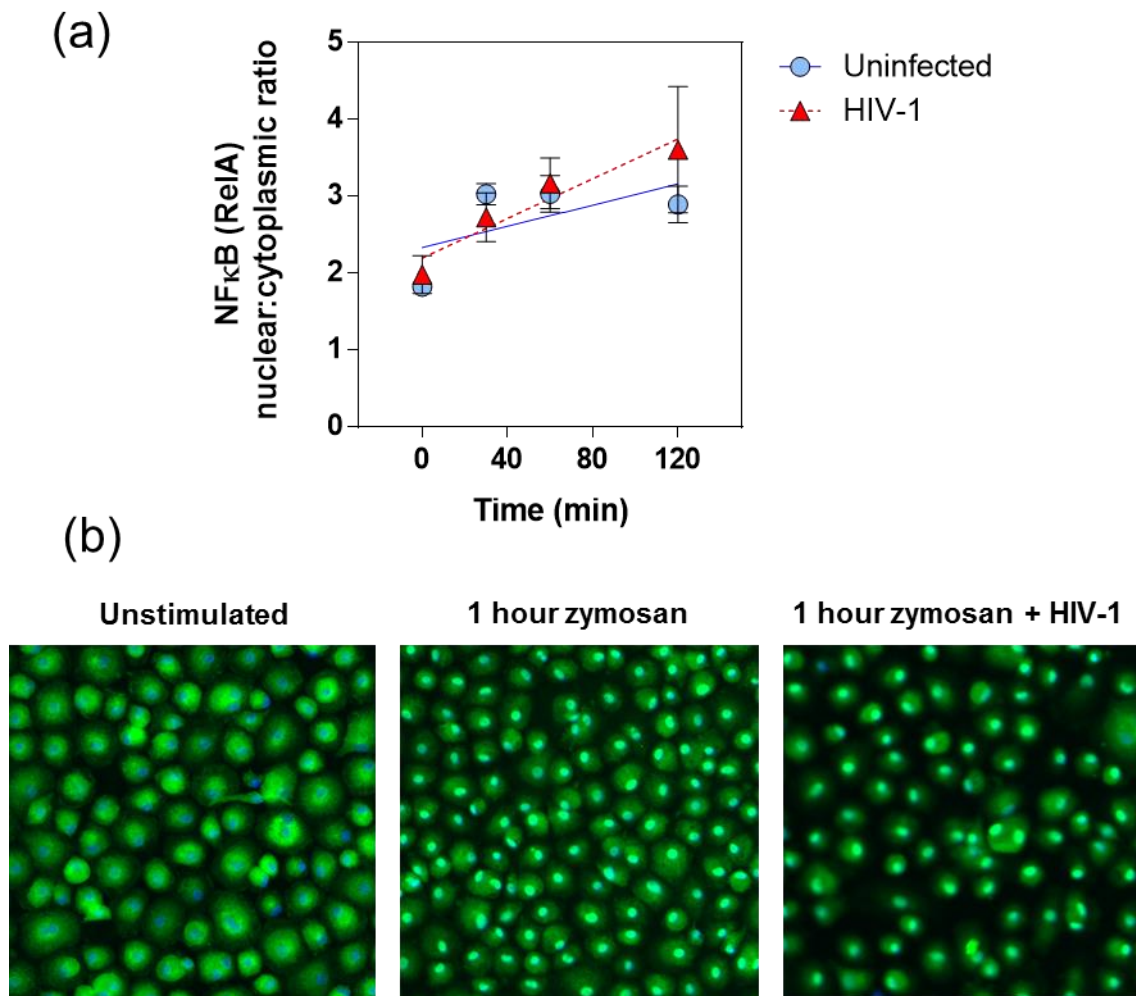 (a)
NFκB (RelA)
nuclear:cytoplasmic ratio
5
4
3
2
1
0
0 40 80 120
Time (min)
Uninfected
HIV-1
(b)
Unstimulated
1 hour zymosan
1 hour zymosan + HIV-1